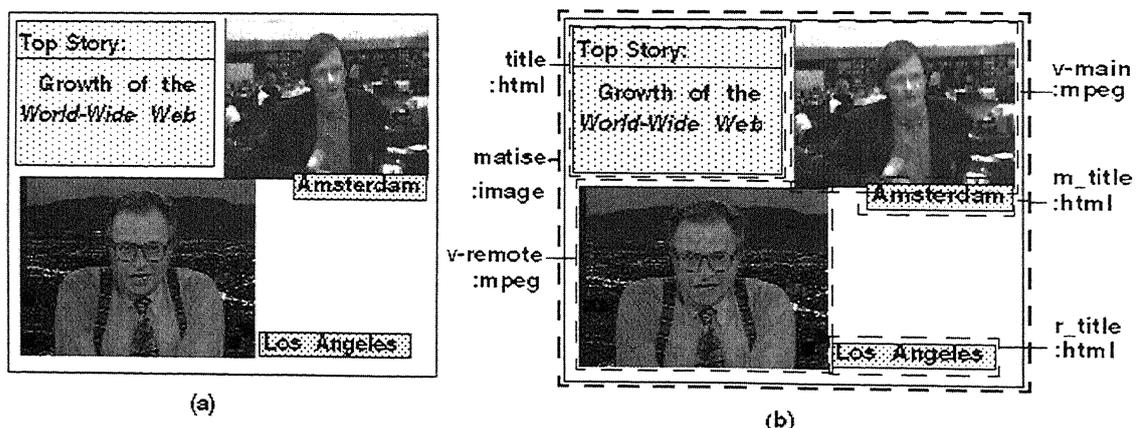 Top Story:
Growth of the
World-Wide Web
Amsterdam
Los Angeles
(a)
title
:html
matise
:image
v-remote
:mpeg
Top Story:
Growth of the
World-Wide Web
Amsterdam
Los Angeles
v-main
:mpeg
m_title
:html
r_title
:html
(b)